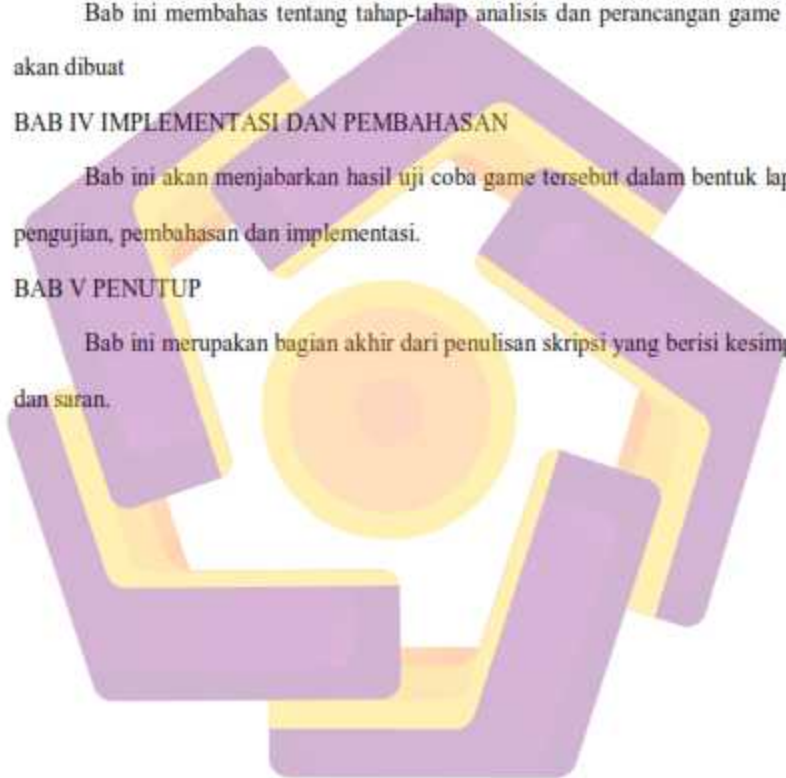 Bab ini membahas tentang tahap-tahap analisis dan perancangan game
akan dibuat
BAB IV IMPLEMENTASI DAN PEMBAHASAN
Bab ini akan menjabarkan hasil uji coba game tersebut dalam bentuk
pengujian, pembahasan dan implementasi.
BAB V PENUTUP
Bab ini merupakan bagian akhir dari penulisan skripsi yang berisi
dan saran.